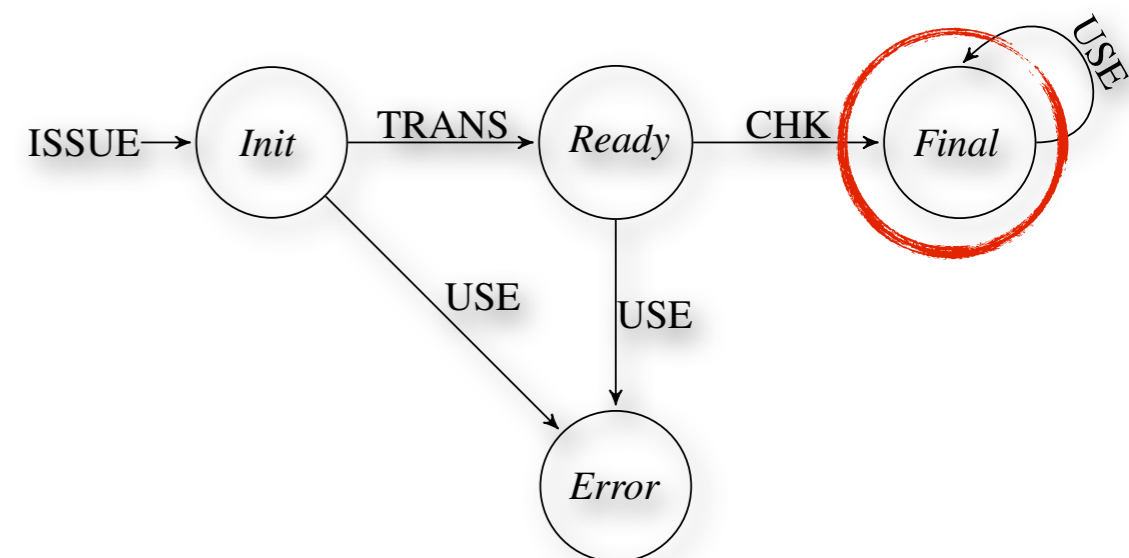 USE
ISSUE
Init
TRANS
Ready
CHK
Final
USE
USE
Error